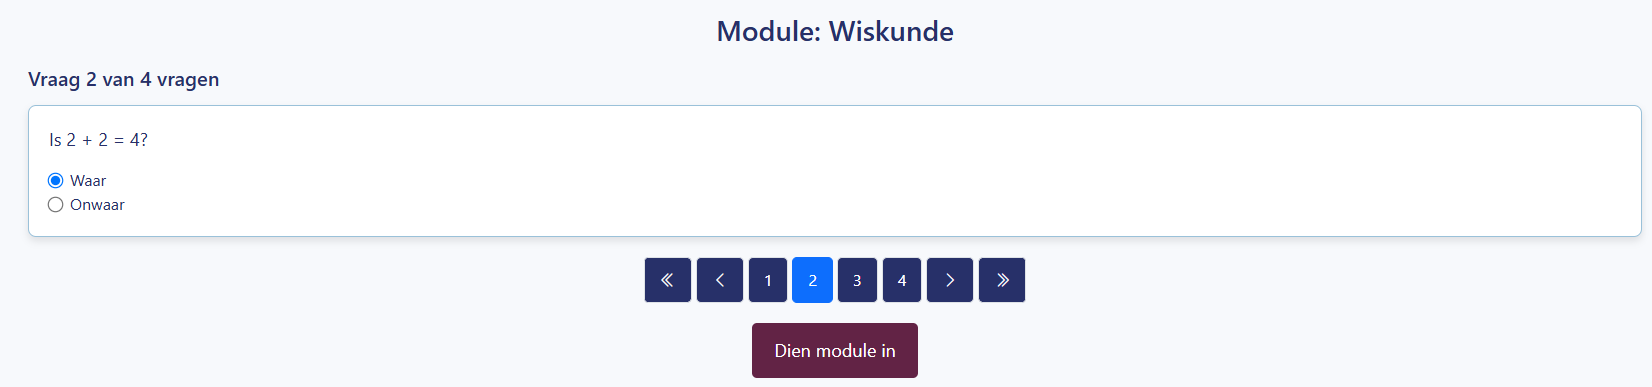 Module: Wiskunde
Vraag 2 van 4 vragen
Is 2 + 2 = 4?
Waar
Onwaar
« ‹ 1 2 3 4 › »
Dien module in